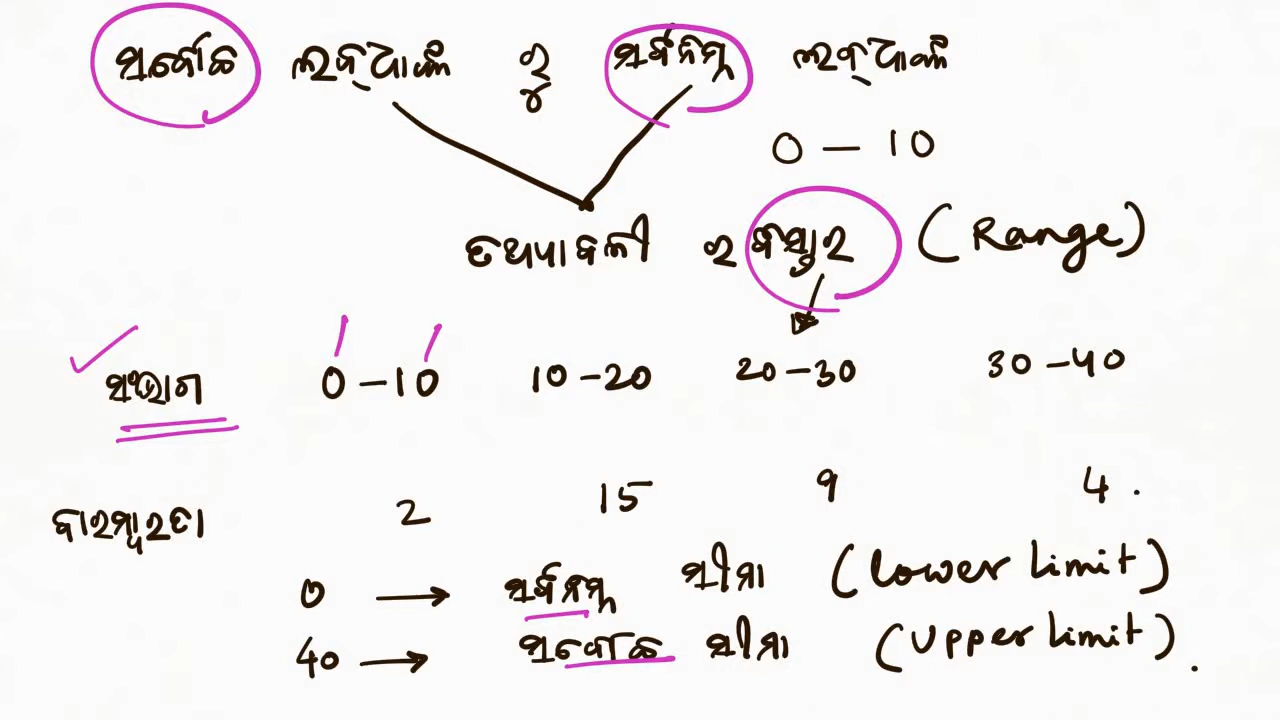 ସର୍ବୋଚ୍ଚ ଲବ୍ଧାଙ୍କ ରୁ ସର୍ବନିମ୍ନ ଲବ୍ଧାଙ୍କ
0 — 10
ତଥ୍ୟାବଳୀ ର ବିସ୍ତାର (Range)
ସଂଭାଗ 0 – 10 10 – 20 20 – 30 30 – 40
ବାରମ୍ବାରତା 2 15 9 4 .
0 → ସର୍ବନିମ୍ନ ସୀମା (lower limit)
40 → ସର୍ବୋଚ୍ଚ ସୀମା (Upper limit) .